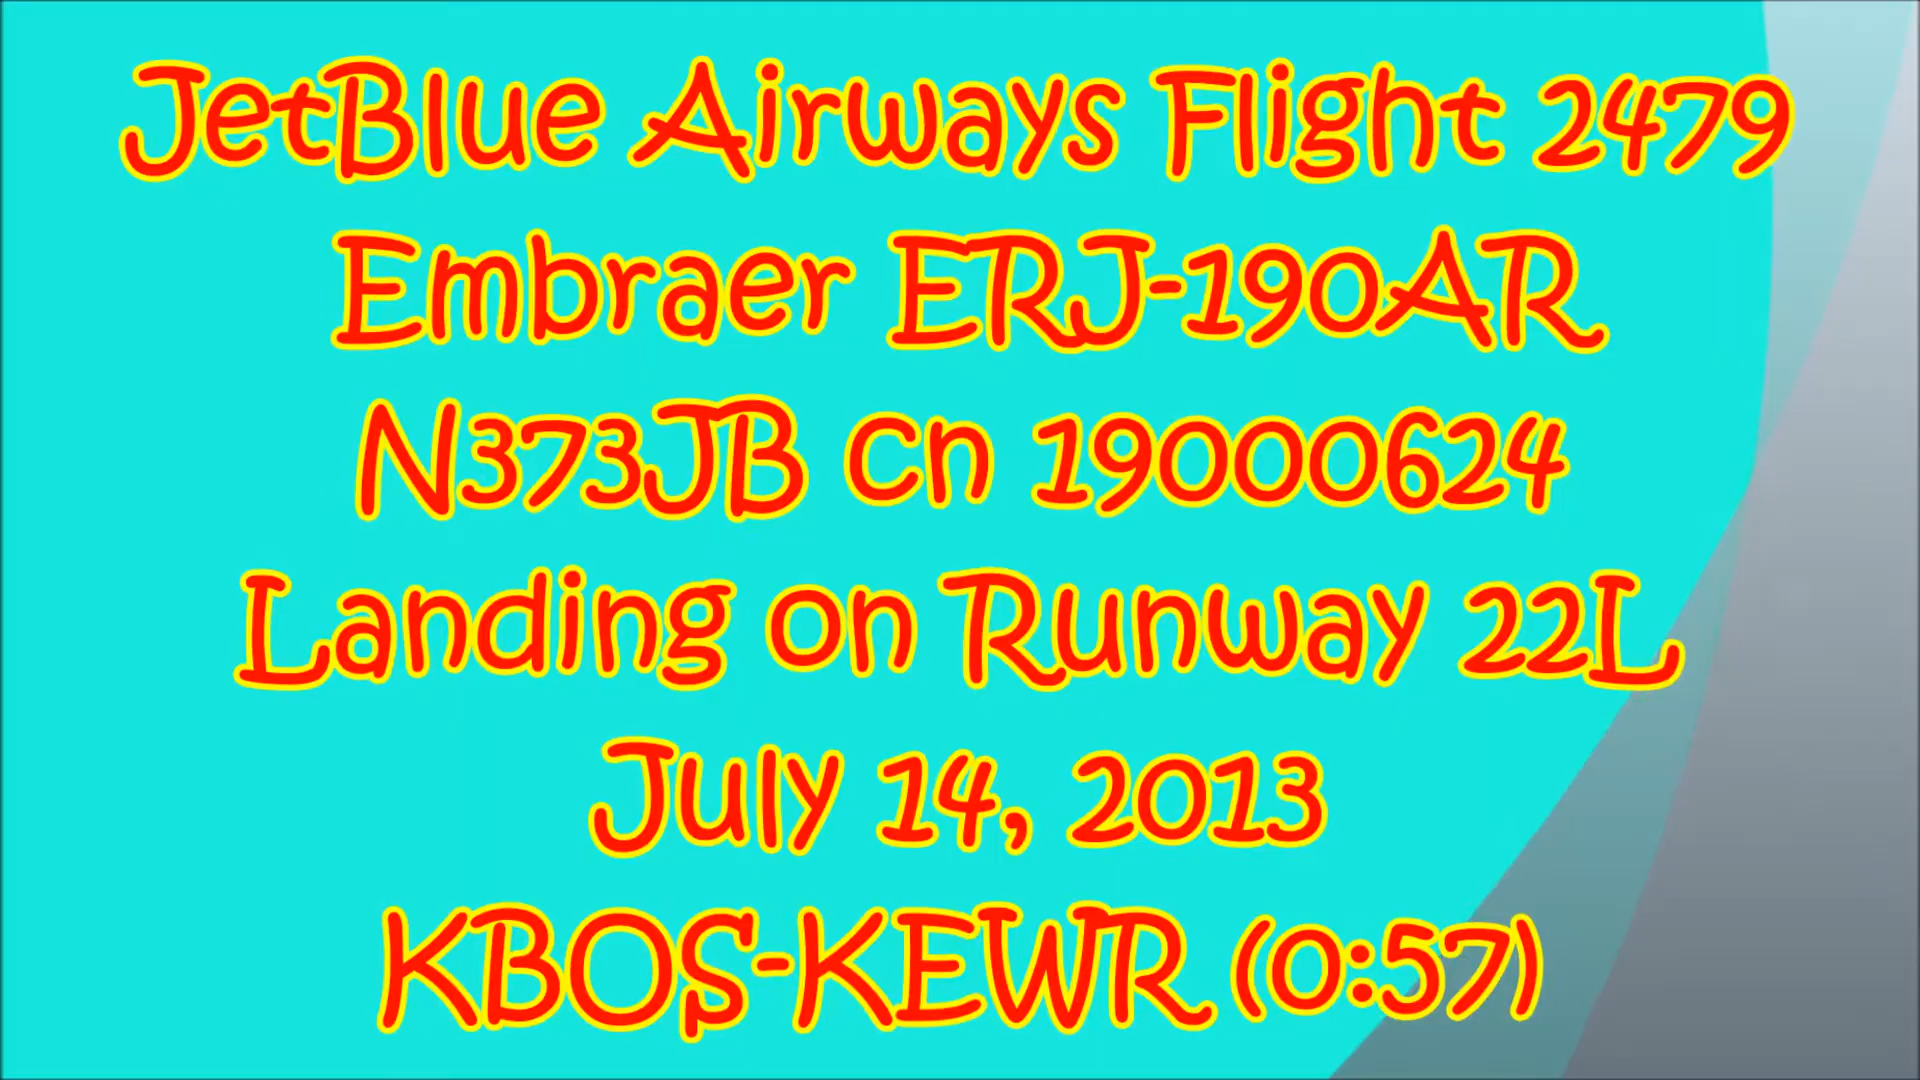 JetBlue Airways Flight 2479
Embraer ERJ-190AR
N373JB cn 19000624
Landing on Runway 22L
July 14, 2013
KBOS-KEWR (0:57)